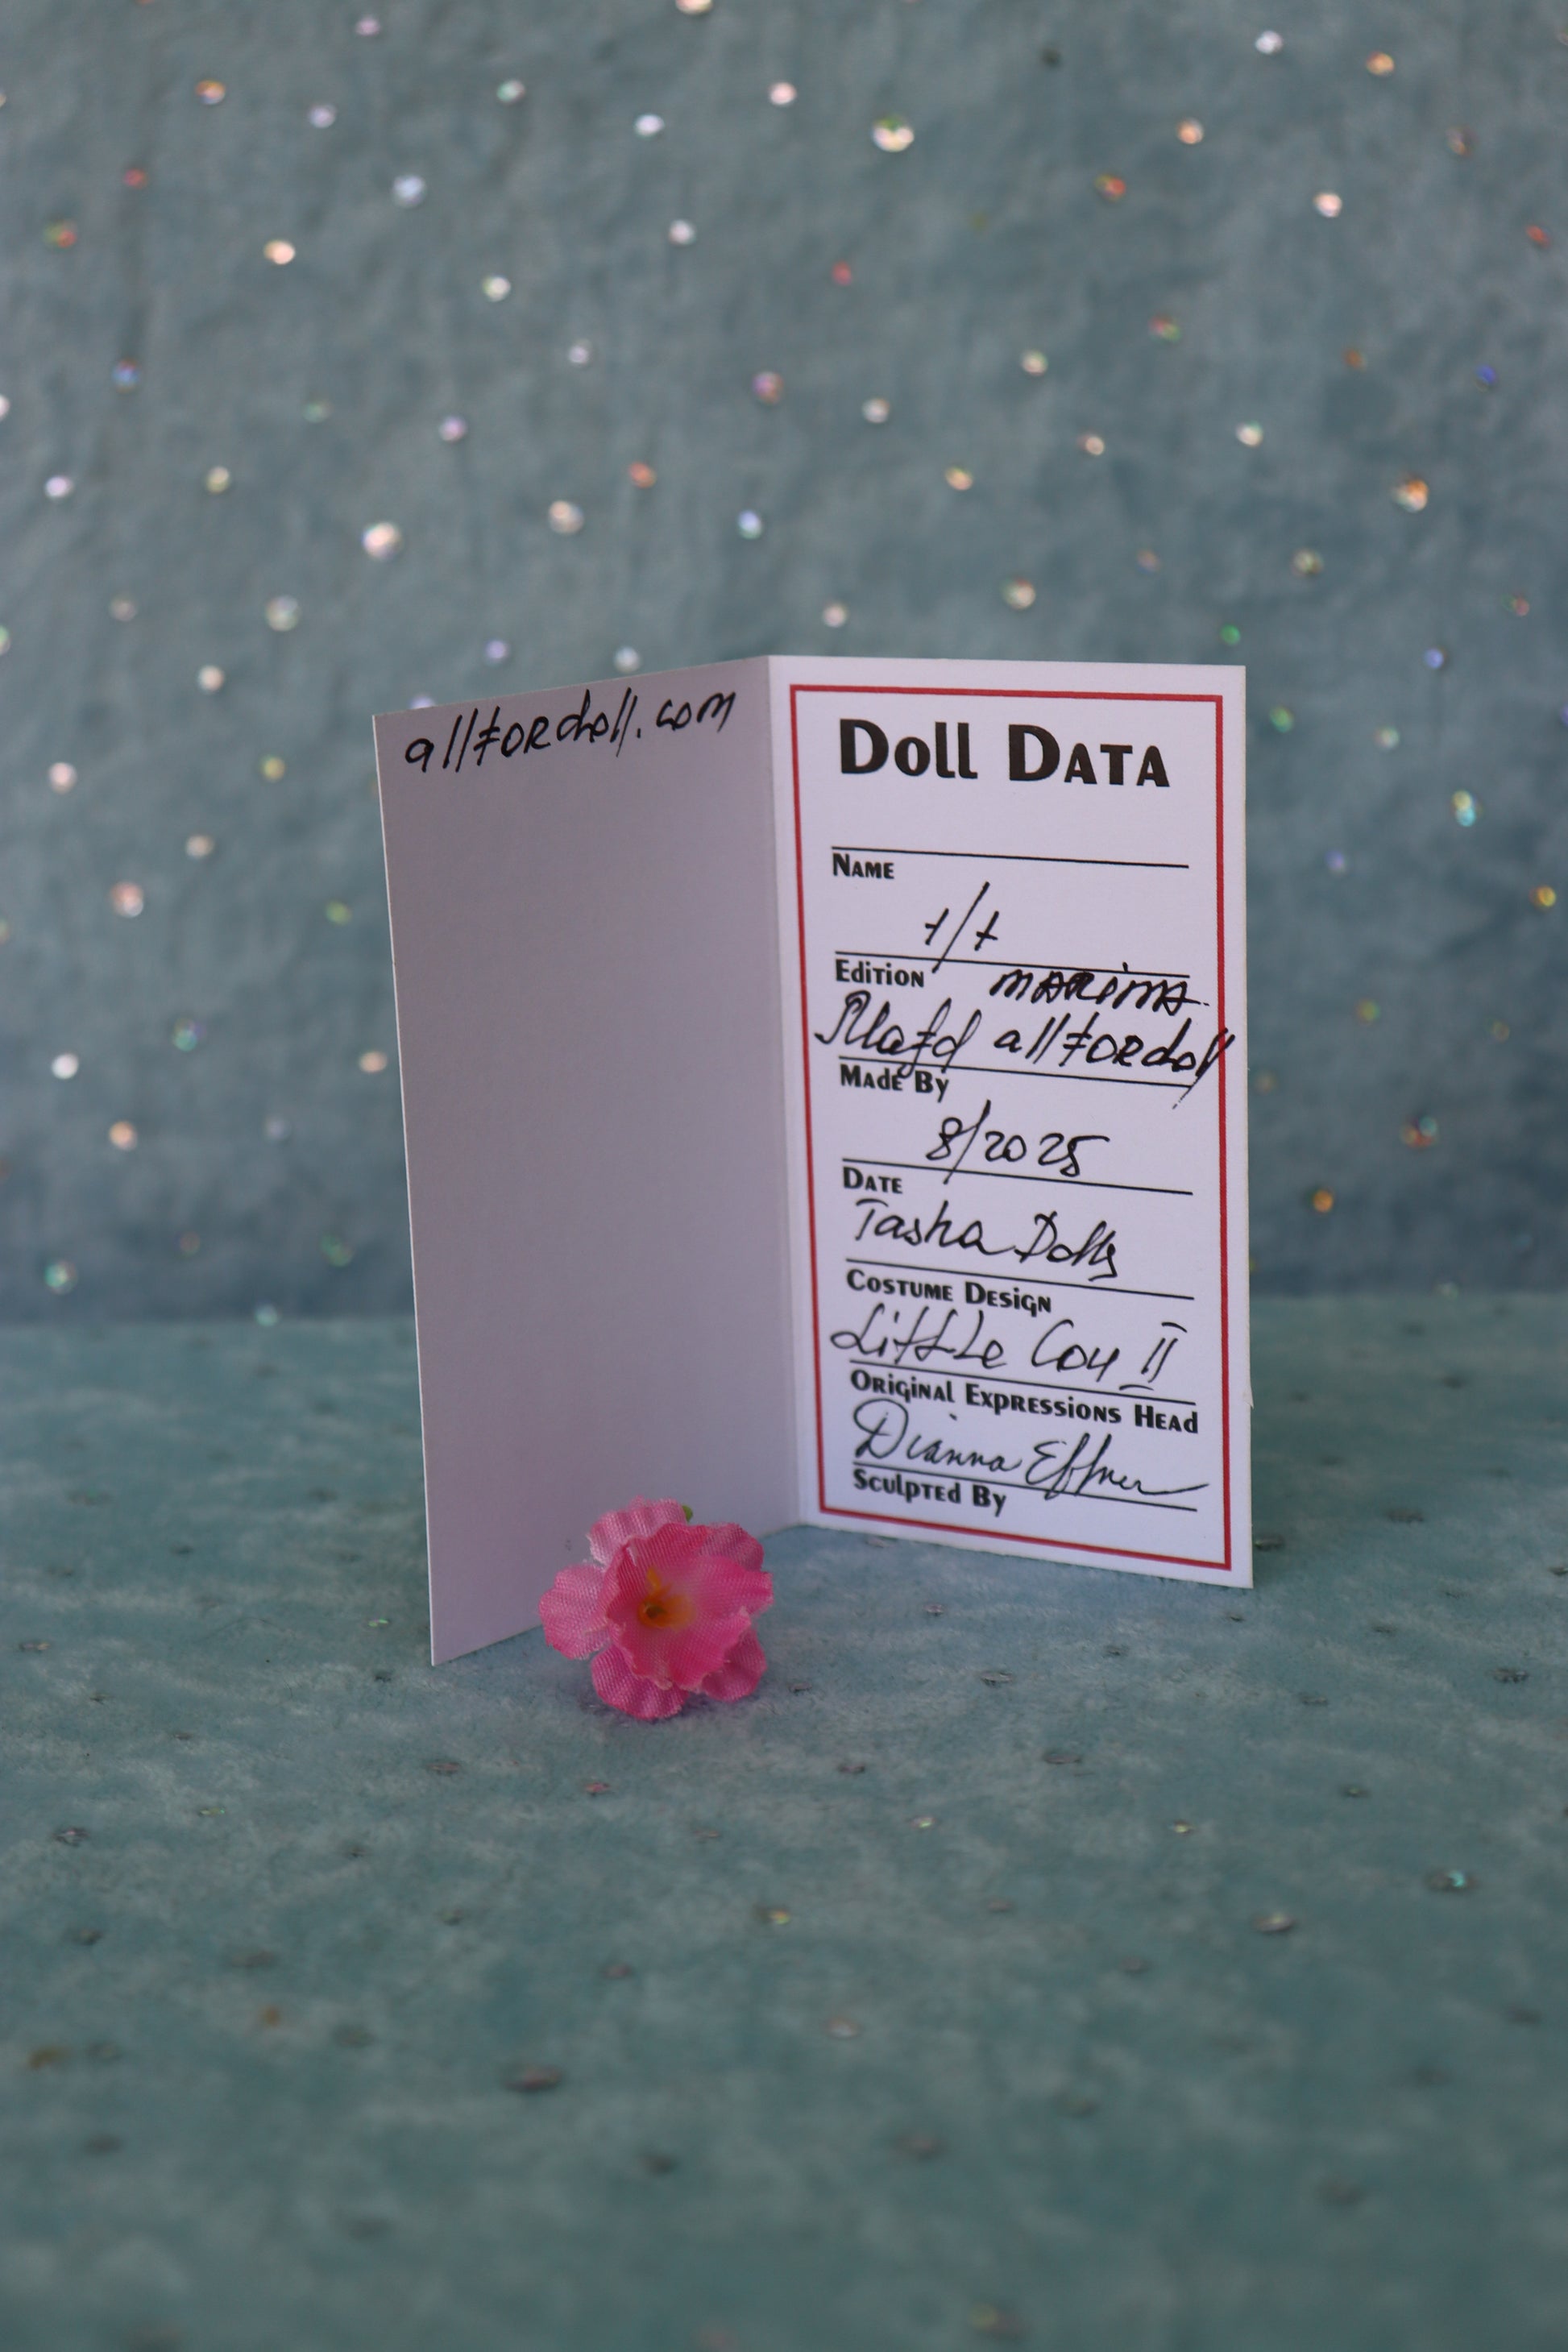 allFORdoll.com
Doll Data
Name
1/1
Edition
marina
allFORdoll
Made By
8/2025
Date
Tasha Dolls
Costume Design
Little Coy II
Original Expressions Head
Dianna Effner
Sculpted By